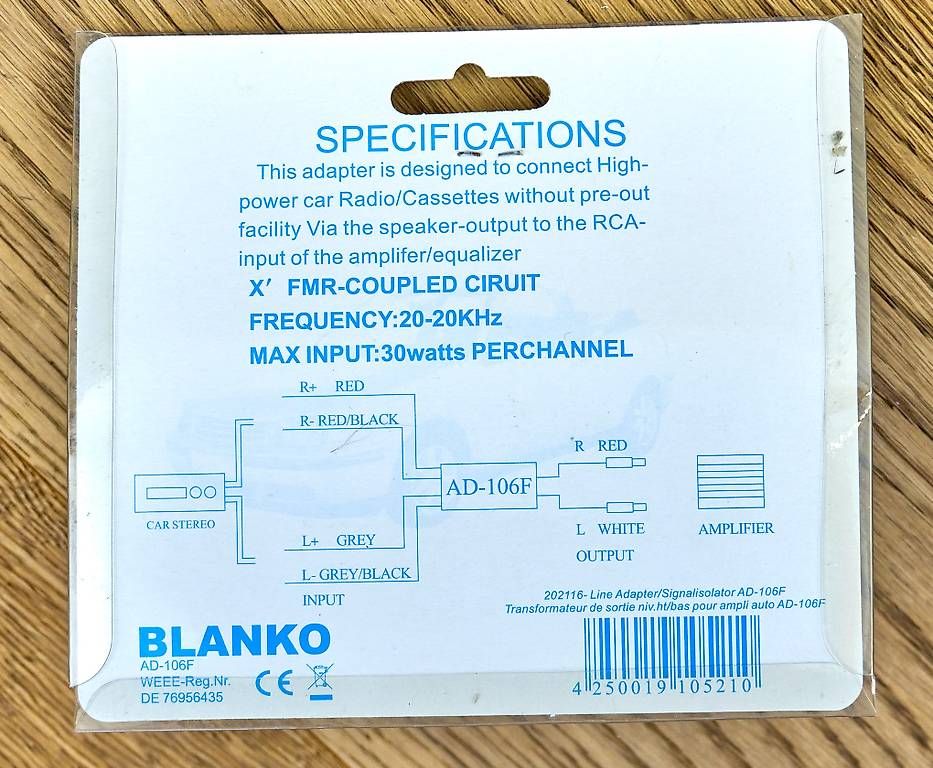 SPECIFICATIONS
This adapter is designed to connect High-
power car Radio/Cassettes without pre-out
facility Via the speaker-output to the RCA-
input of the amplifer/equalizer
X′ FMR-COUPLED CIRUIT
FREQUENCY:20-20KHz
MAX INPUT:30watts PERCHANNEL
R+ RED
R- RED/BLACK
R RED
AD-106F
CAR STEREO
L WHITE
AMPLIFIER
L+ GREY
OUTPUT
L- GREY/BLACK
INPUT
202116- Line Adapter/Signalisolator AD-106F
Transformateur de sortie niv.ht/bas pour ampli auto AD-106F
BLANKO
AD-106F
WEEE-Reg.Nr.
DE 76956435
CE
4 250019 105210